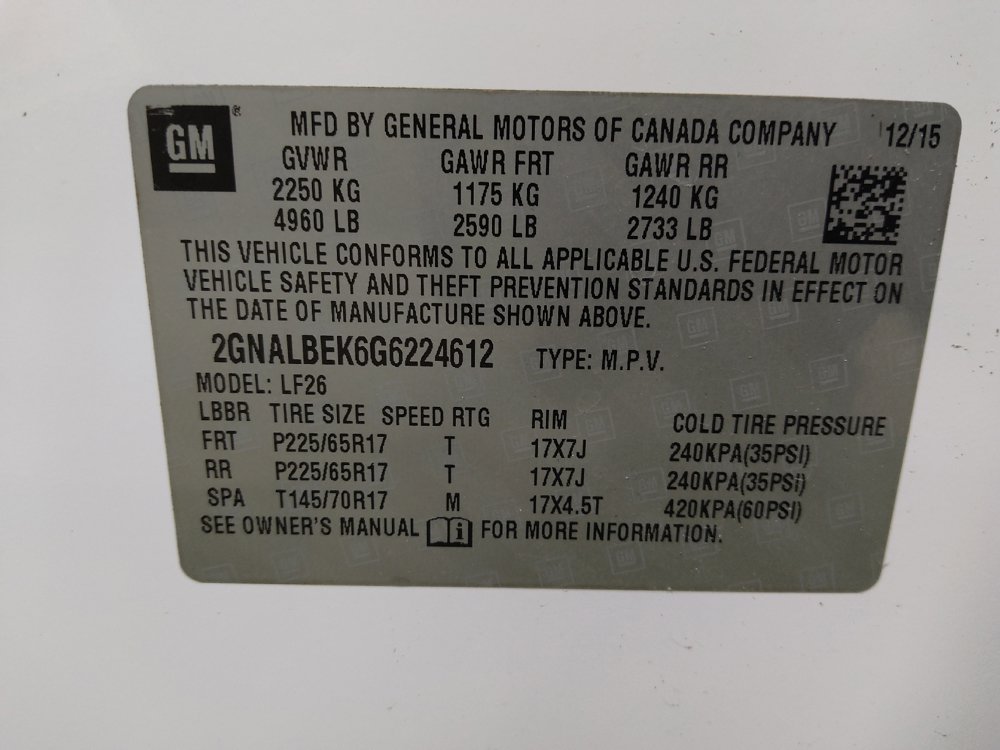 GM® MFD BY GENERAL MOTORS OF CANADA COMPANY 12/15
GVWR GAWR FRT GAWR RR
2250 KG 1175 KG 1240 KG
4960 LB 2590 LB 2733 LB
THIS VEHICLE CONFORMS TO ALL APPLICABLE U.S. FEDERAL MOTOR
VEHICLE SAFETY AND THEFT PREVENTION STANDARDS IN EFFECT ON
THE DATE OF MANUFACTURE SHOWN ABOVE.
2GNALBEK6G6224612 TYPE: M.P.V.
MODEL: LF26
LBBR TIRE SIZE SPEED RTG RIM COLD TIRE PRESSURE
FRT P225/65R17 T 17X7J 240KPA(35PSI)
RR P225/65R17 T 17X7J 240KPA(35PSI)
SPA T145/70R17 M 17X4.5T 420KPA(60PSI)
SEE OWNER'S MANUAL i FOR MORE INFORMATION.